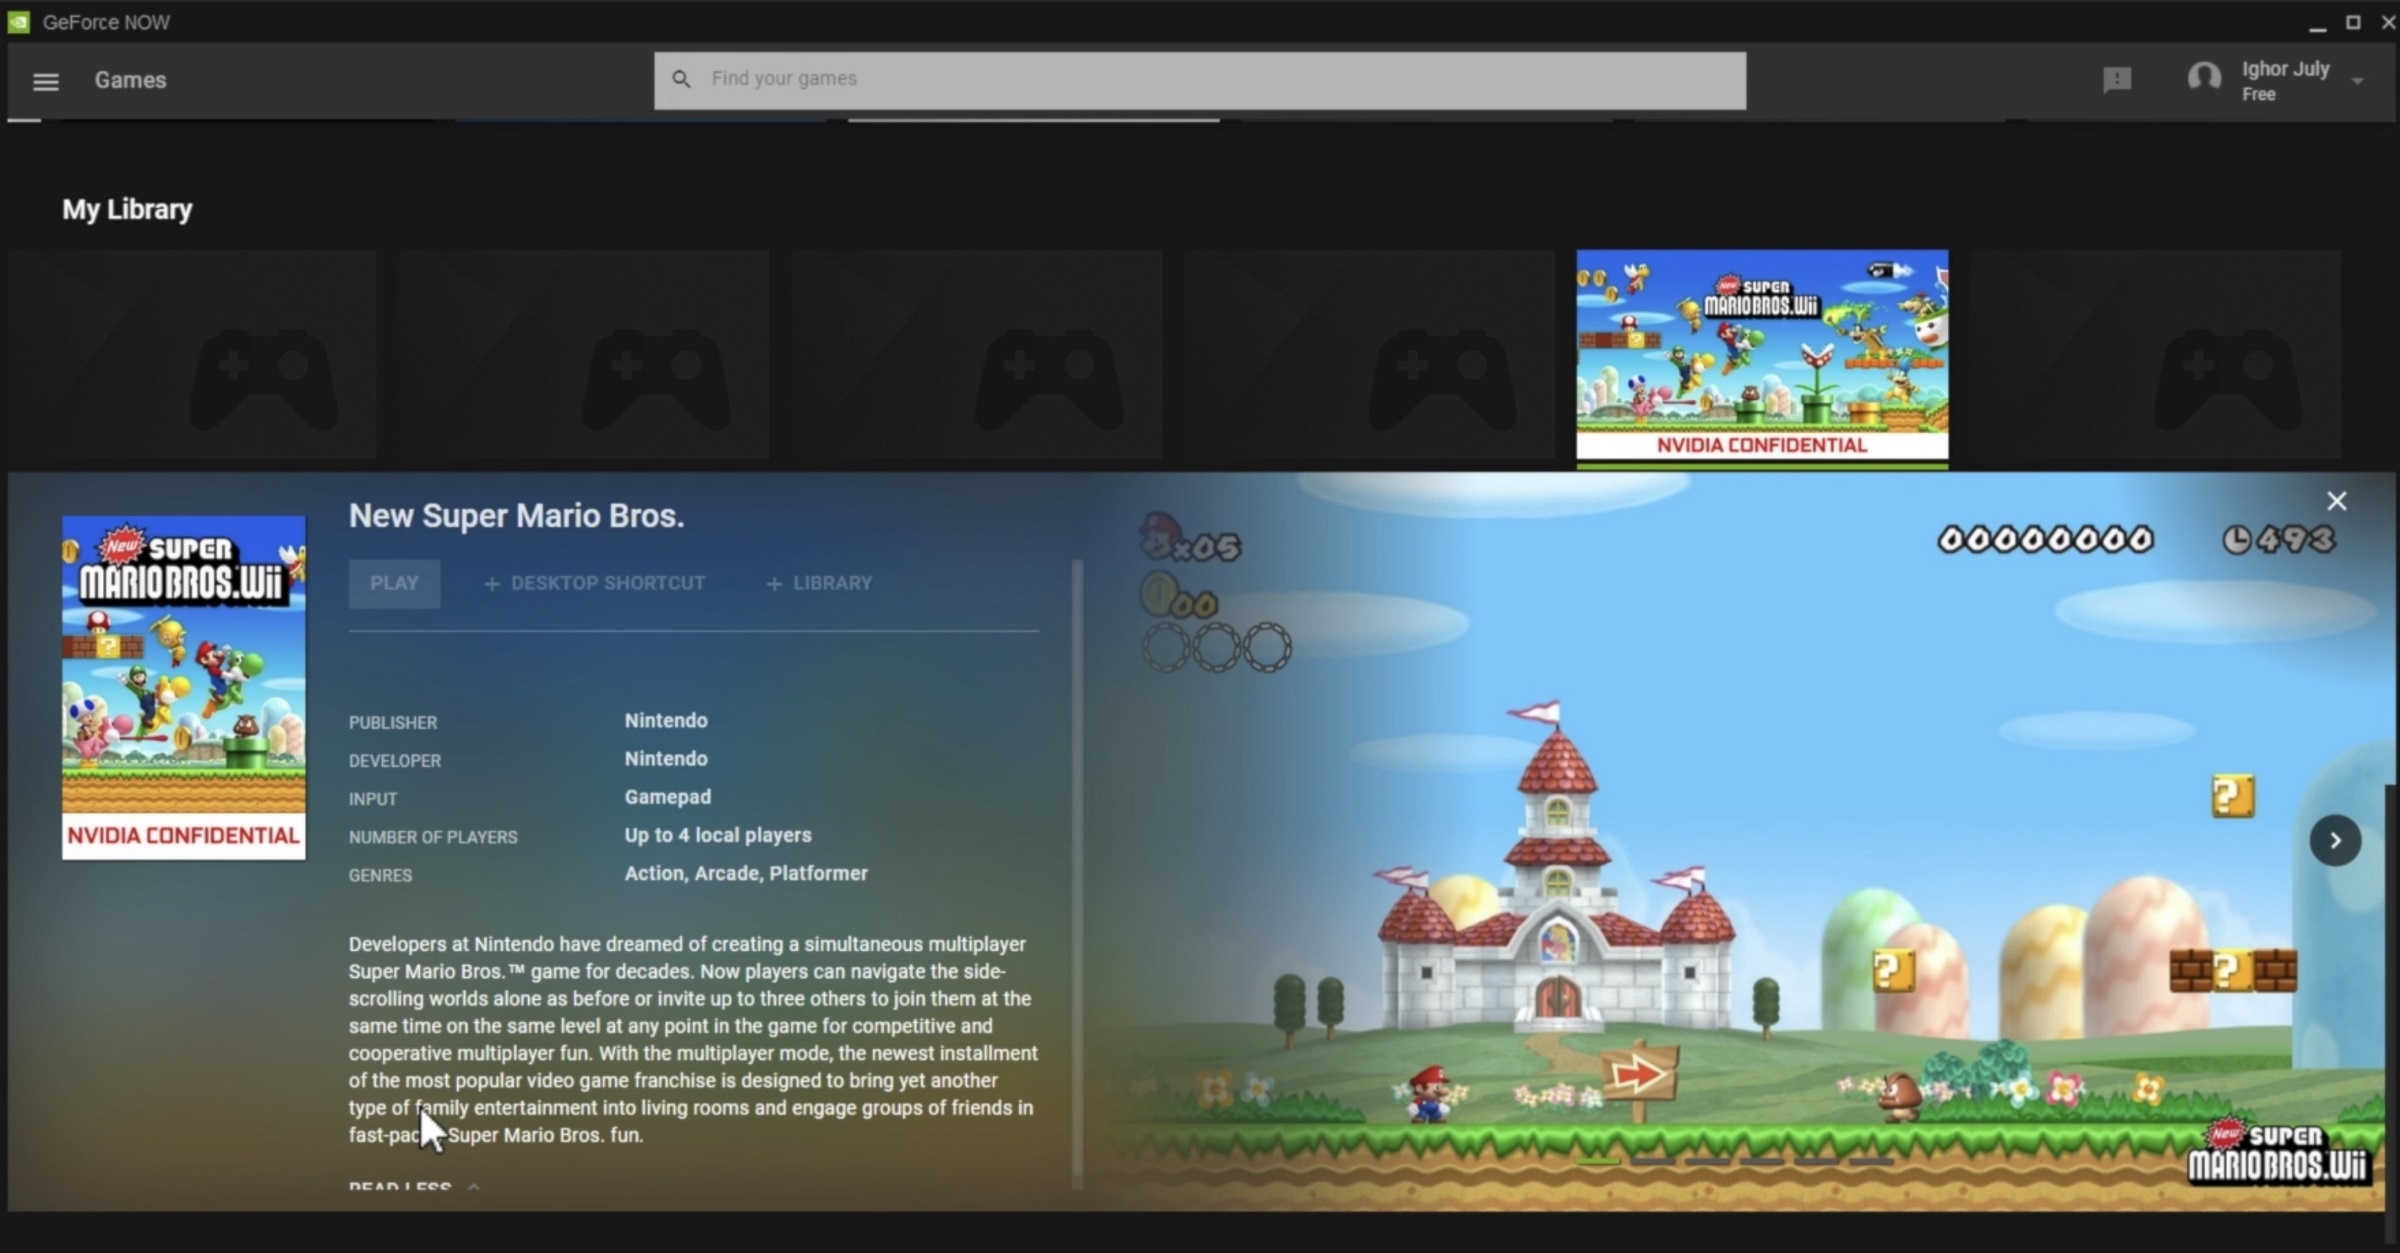 GeForce NOW
Games
Find your games
Ighor July
Free
My Library
New SUPER
MARIO BROS. Wii
NVIDIA CONFIDENTIAL
New SUPER
MARIO BROS. Wii
NVIDIA CONFIDENTIAL
New Super Mario Bros.
PLAY + DESKTOP SHORTCUT + LIBRARY
PUBLISHER Nintendo
DEVELOPER Nintendo
INPUT Gamepad
NUMBER OF PLAYERS Up to 4 local players
GENRES Action, Arcade, Platformer
Developers at Nintendo have dreamed of creating a simultaneous multiplayer
Super Mario Bros.™ game for decades. Now players can navigate the side-
scrolling worlds alone as before or invite up to three others to join them at the
same time on the same level at any point in the game for competitive and
cooperative multiplayer fun. With the multiplayer mode, the newest installment
of the most popular video game franchise is designed to bring yet another
type of family entertainment into living rooms and engage groups of friends in
Super Mario Bros. fun.
READ LESS
x05
00
00000000
493
New SUPER
MARIO BROS. Wii